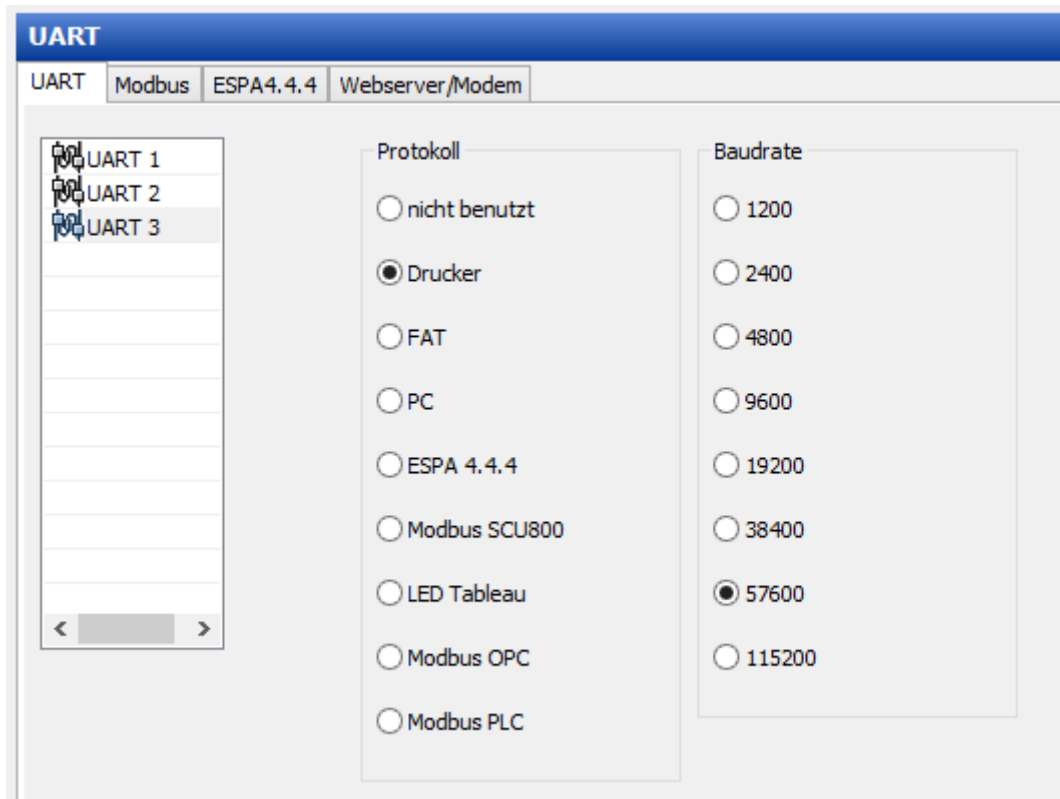 UART
UART Modbus ESPA4.4.4 Webserver/Modem
UART 1
UART 2
UART 3
Protokoll
nicht benutzt
Drucker
FAT
PC
ESPA 4.4.4
Modbus SCU800
LED Tableau
Modbus OPC
Modbus PLC
Baudrate
1200
2400
4800
9600
19200
38400
57600
115200